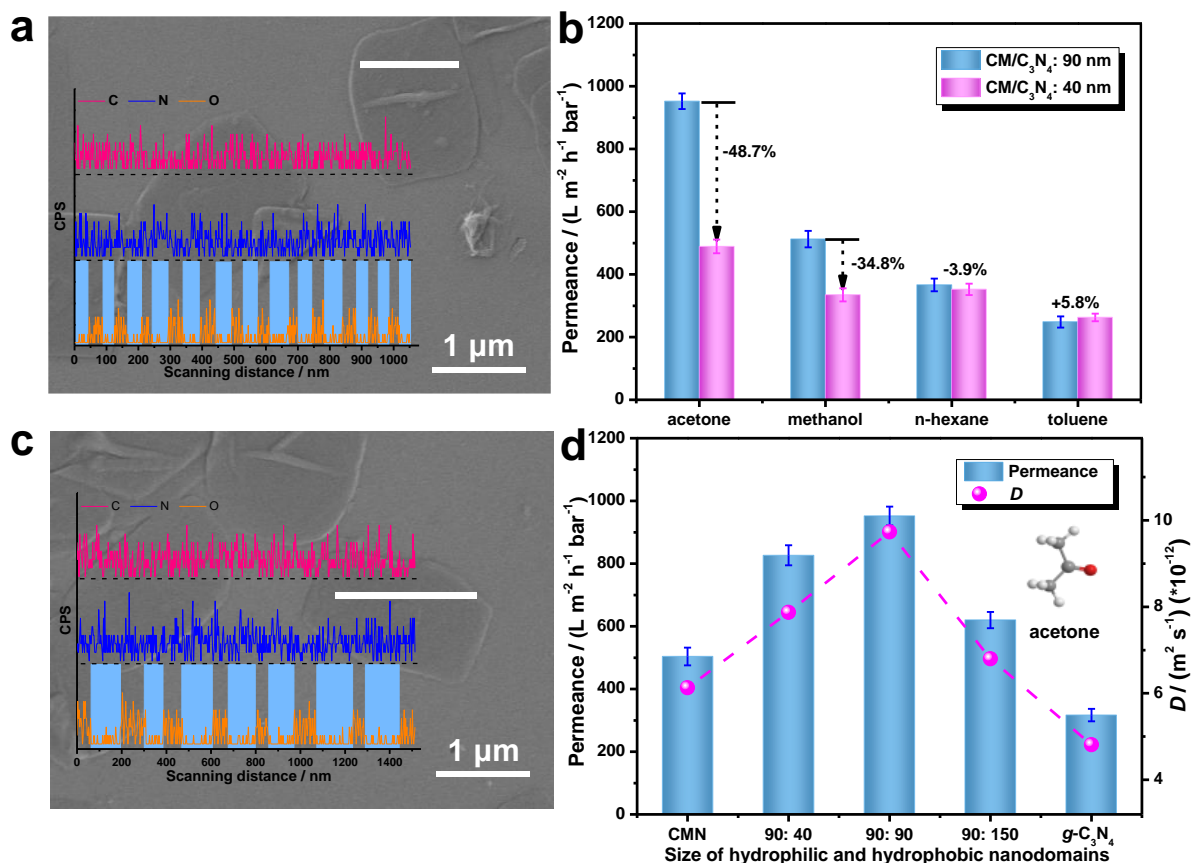 a
C N O
CPS
0 100 200 300 400 500 600 700 800 900 1000
Scanning distance / nm
1 μm
b
Permeance / (L m⁻² h⁻¹ bar⁻¹)
1200
1000
800
600
400
200
0
CM/C₃N₄: 90 nm
CM/C₃N₄: 40 nm
-48.7%
-34.8%
-3.9%
+5.8%
acetone methanol n-hexane toluene
c
C N O
CPS
0 200 400 600 800 1000 1200 1400
Scanning distance / nm
1 μm
d
Permeance / (L m⁻² h⁻¹ bar⁻¹)
1200
1000
800
600
400
200
0
Permeance
D
acetone
10
8
6
4
D / (m² s⁻¹) (*10⁻¹²)
CMN 90: 40 90: 90 90: 150 g-C₃N₄
Size of hydrophilic and hydrophobic nanodomains